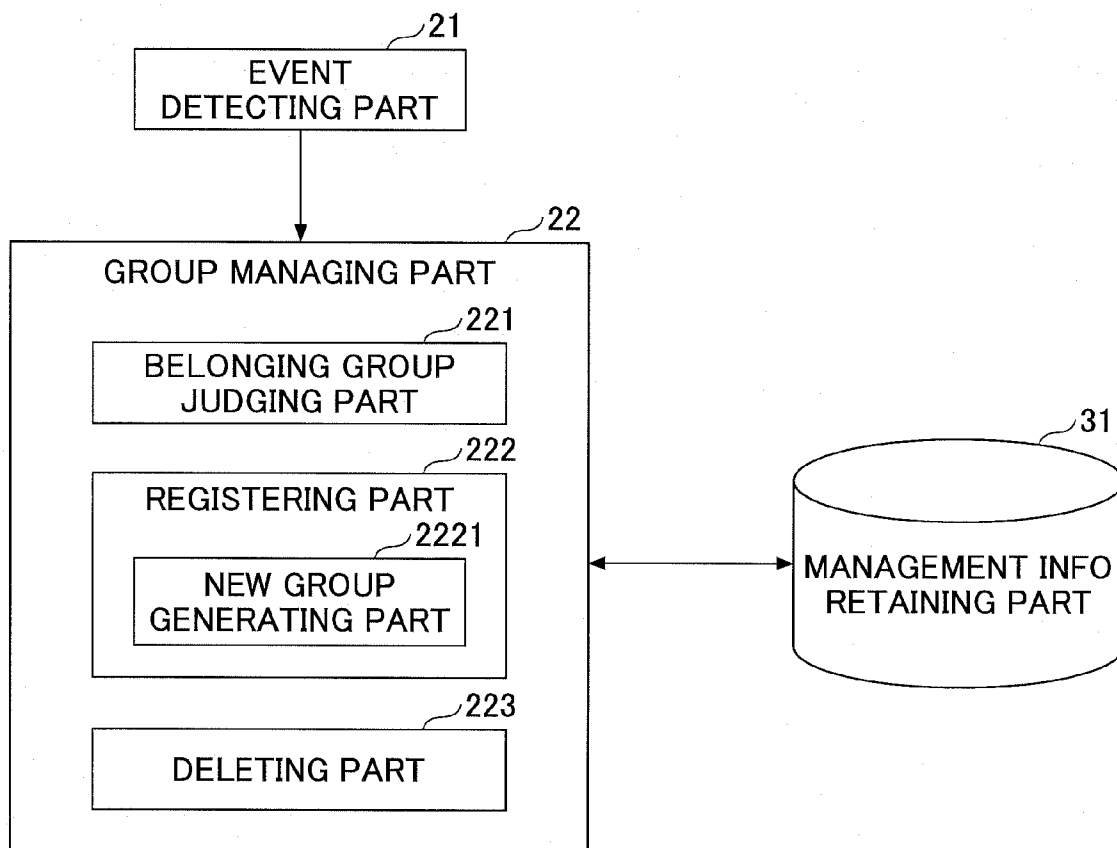 21
EVENT
DETECTING PART
22
GROUP MANAGING PART
221
BELONGING GROUP
JUDGING PART
222
REGISTERING PART
2221
NEW GROUP
GENERATING PART
223
DELETING PART
31
MANAGEMENT INFO
RETAINING PART